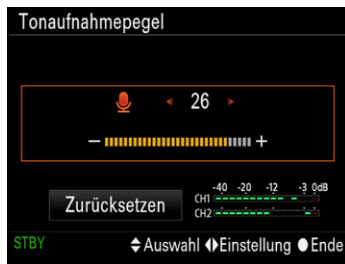 Tonaufnahmepegel
26
− +
-40 -20 -12 -3 0dB
CH1
CH2
Zurücksetzen
STBY Auswahl Einstellung Ende